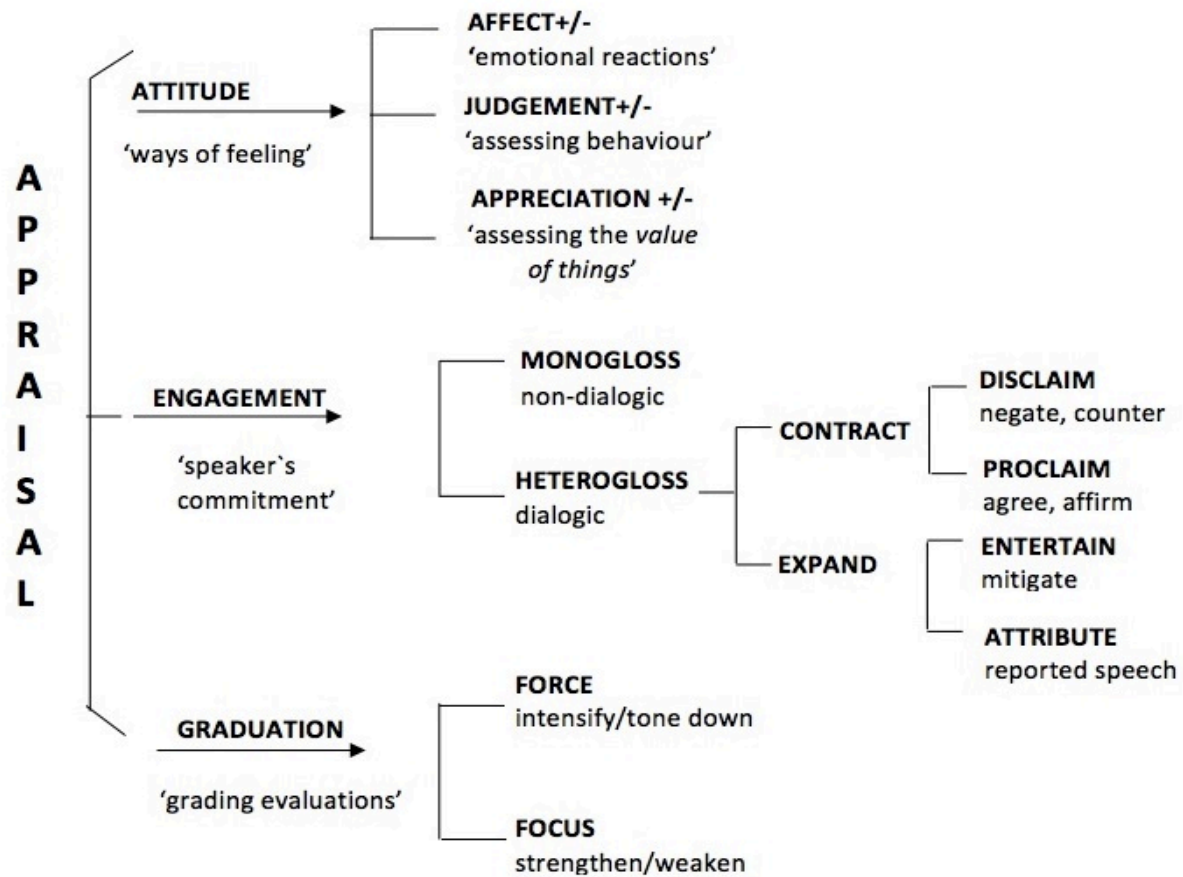 APPRAISAL
AFFECT+/-
‘emotional reactions’
ATTITUDE
‘ways of feeling’
JUDGEMENT+/-
‘assessing behaviour’
APPRECIATION +/-
‘assessing the value
of things’
ENGAGEMENT
‘speaker`s
commitment’
MONOGLOSS
non-dialogic
HETEROGLOSS
dialogic
CONTRACT
DISCLAIM
negate, counter
PROCLAIM
agree, affirm
EXPAND
ENTERTAIN
mitigate
ATTRIBUTE
reported speech
GRADUATION
‘grading evaluations’
FORCE
intensify/tone down
FOCUS
strengthen/weaken